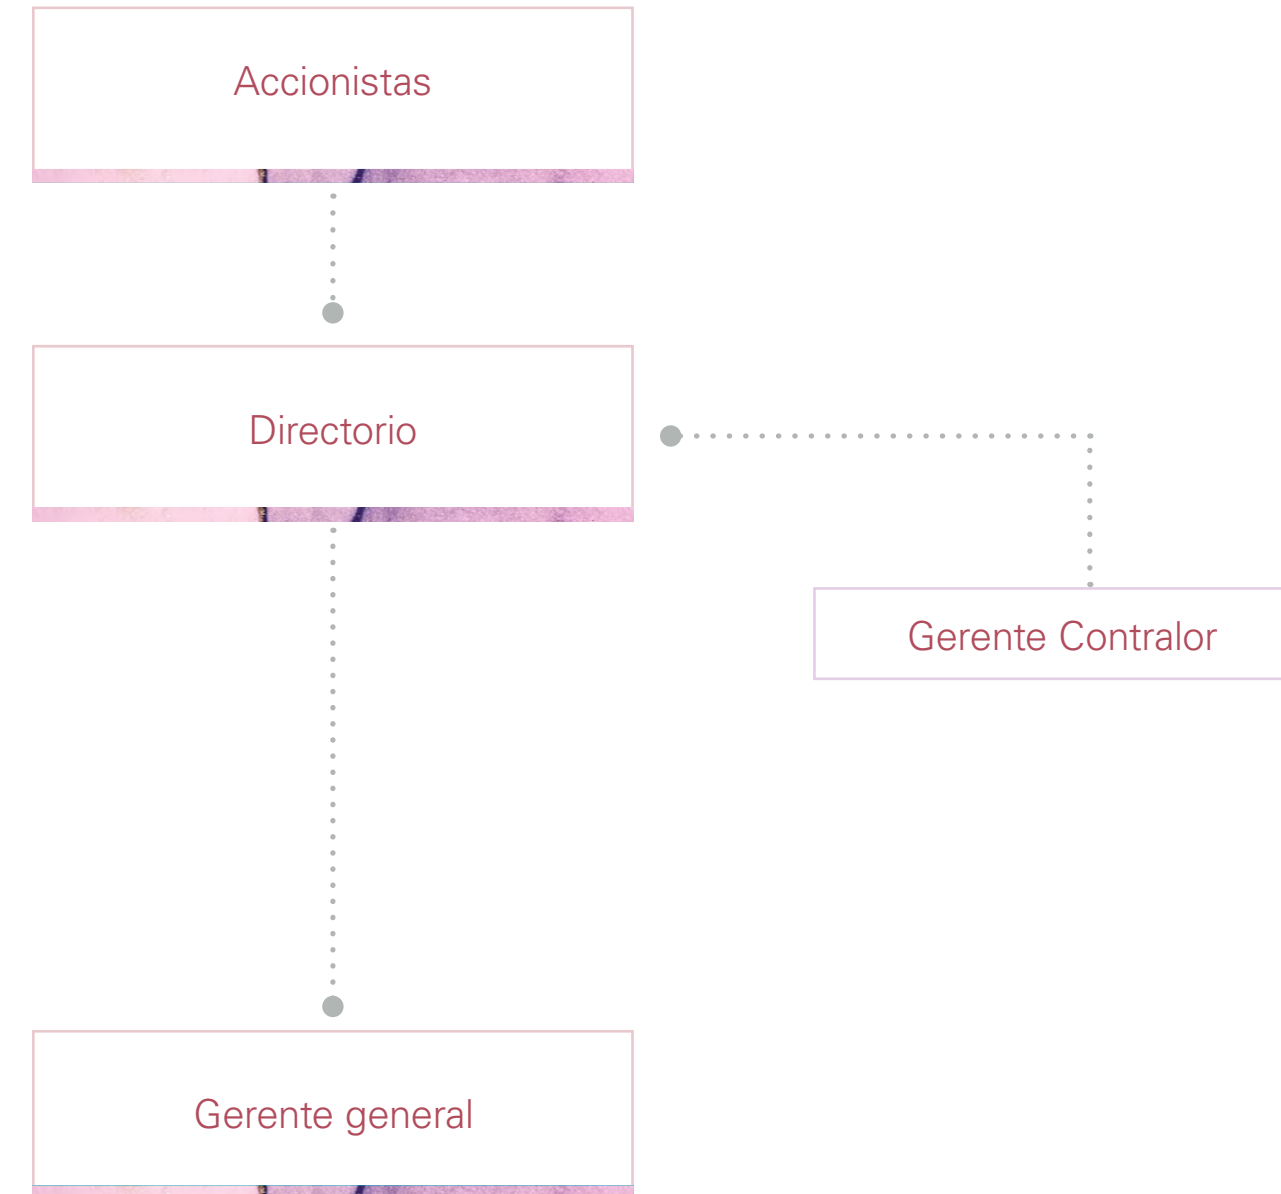 Accionistas
Directorio
Gerente Contralor
Gerente general